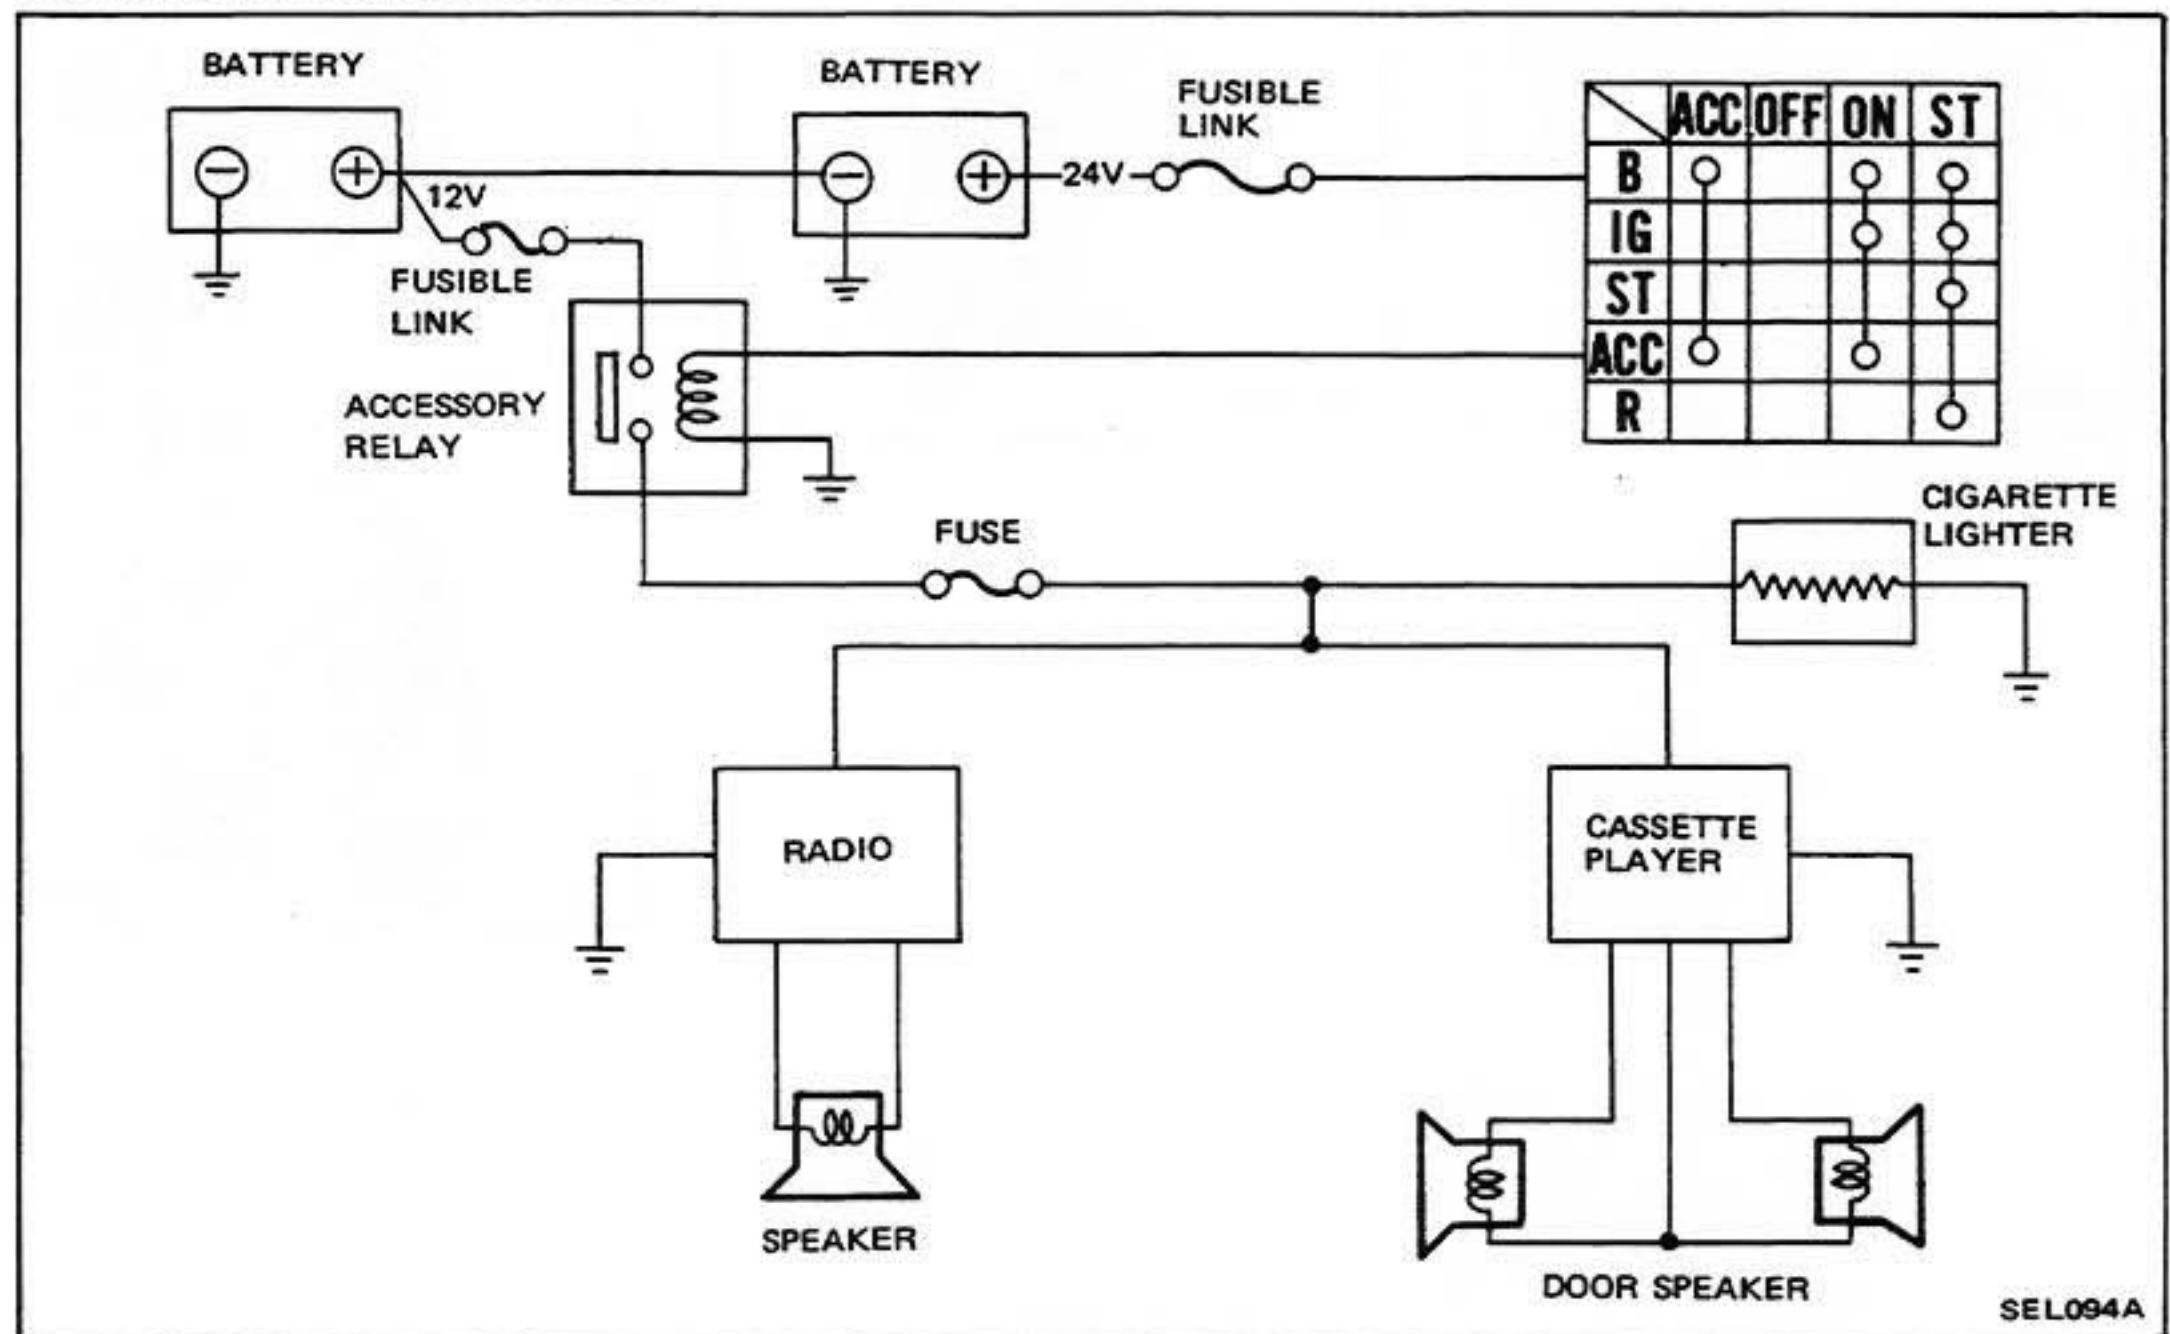 BATTERY
BATTERY
FUSIBLE
LINK
12V
24V
FUSIBLE
LINK
ACC OFF ON ST
B
IG
ST
ACC
R
ACCESSORY
RELAY
FUSE
CIGARETTE
LIGHTER
RADIO
CASSETTE
PLAYER
SPEAKER
DOOR SPEAKER
SEL094A